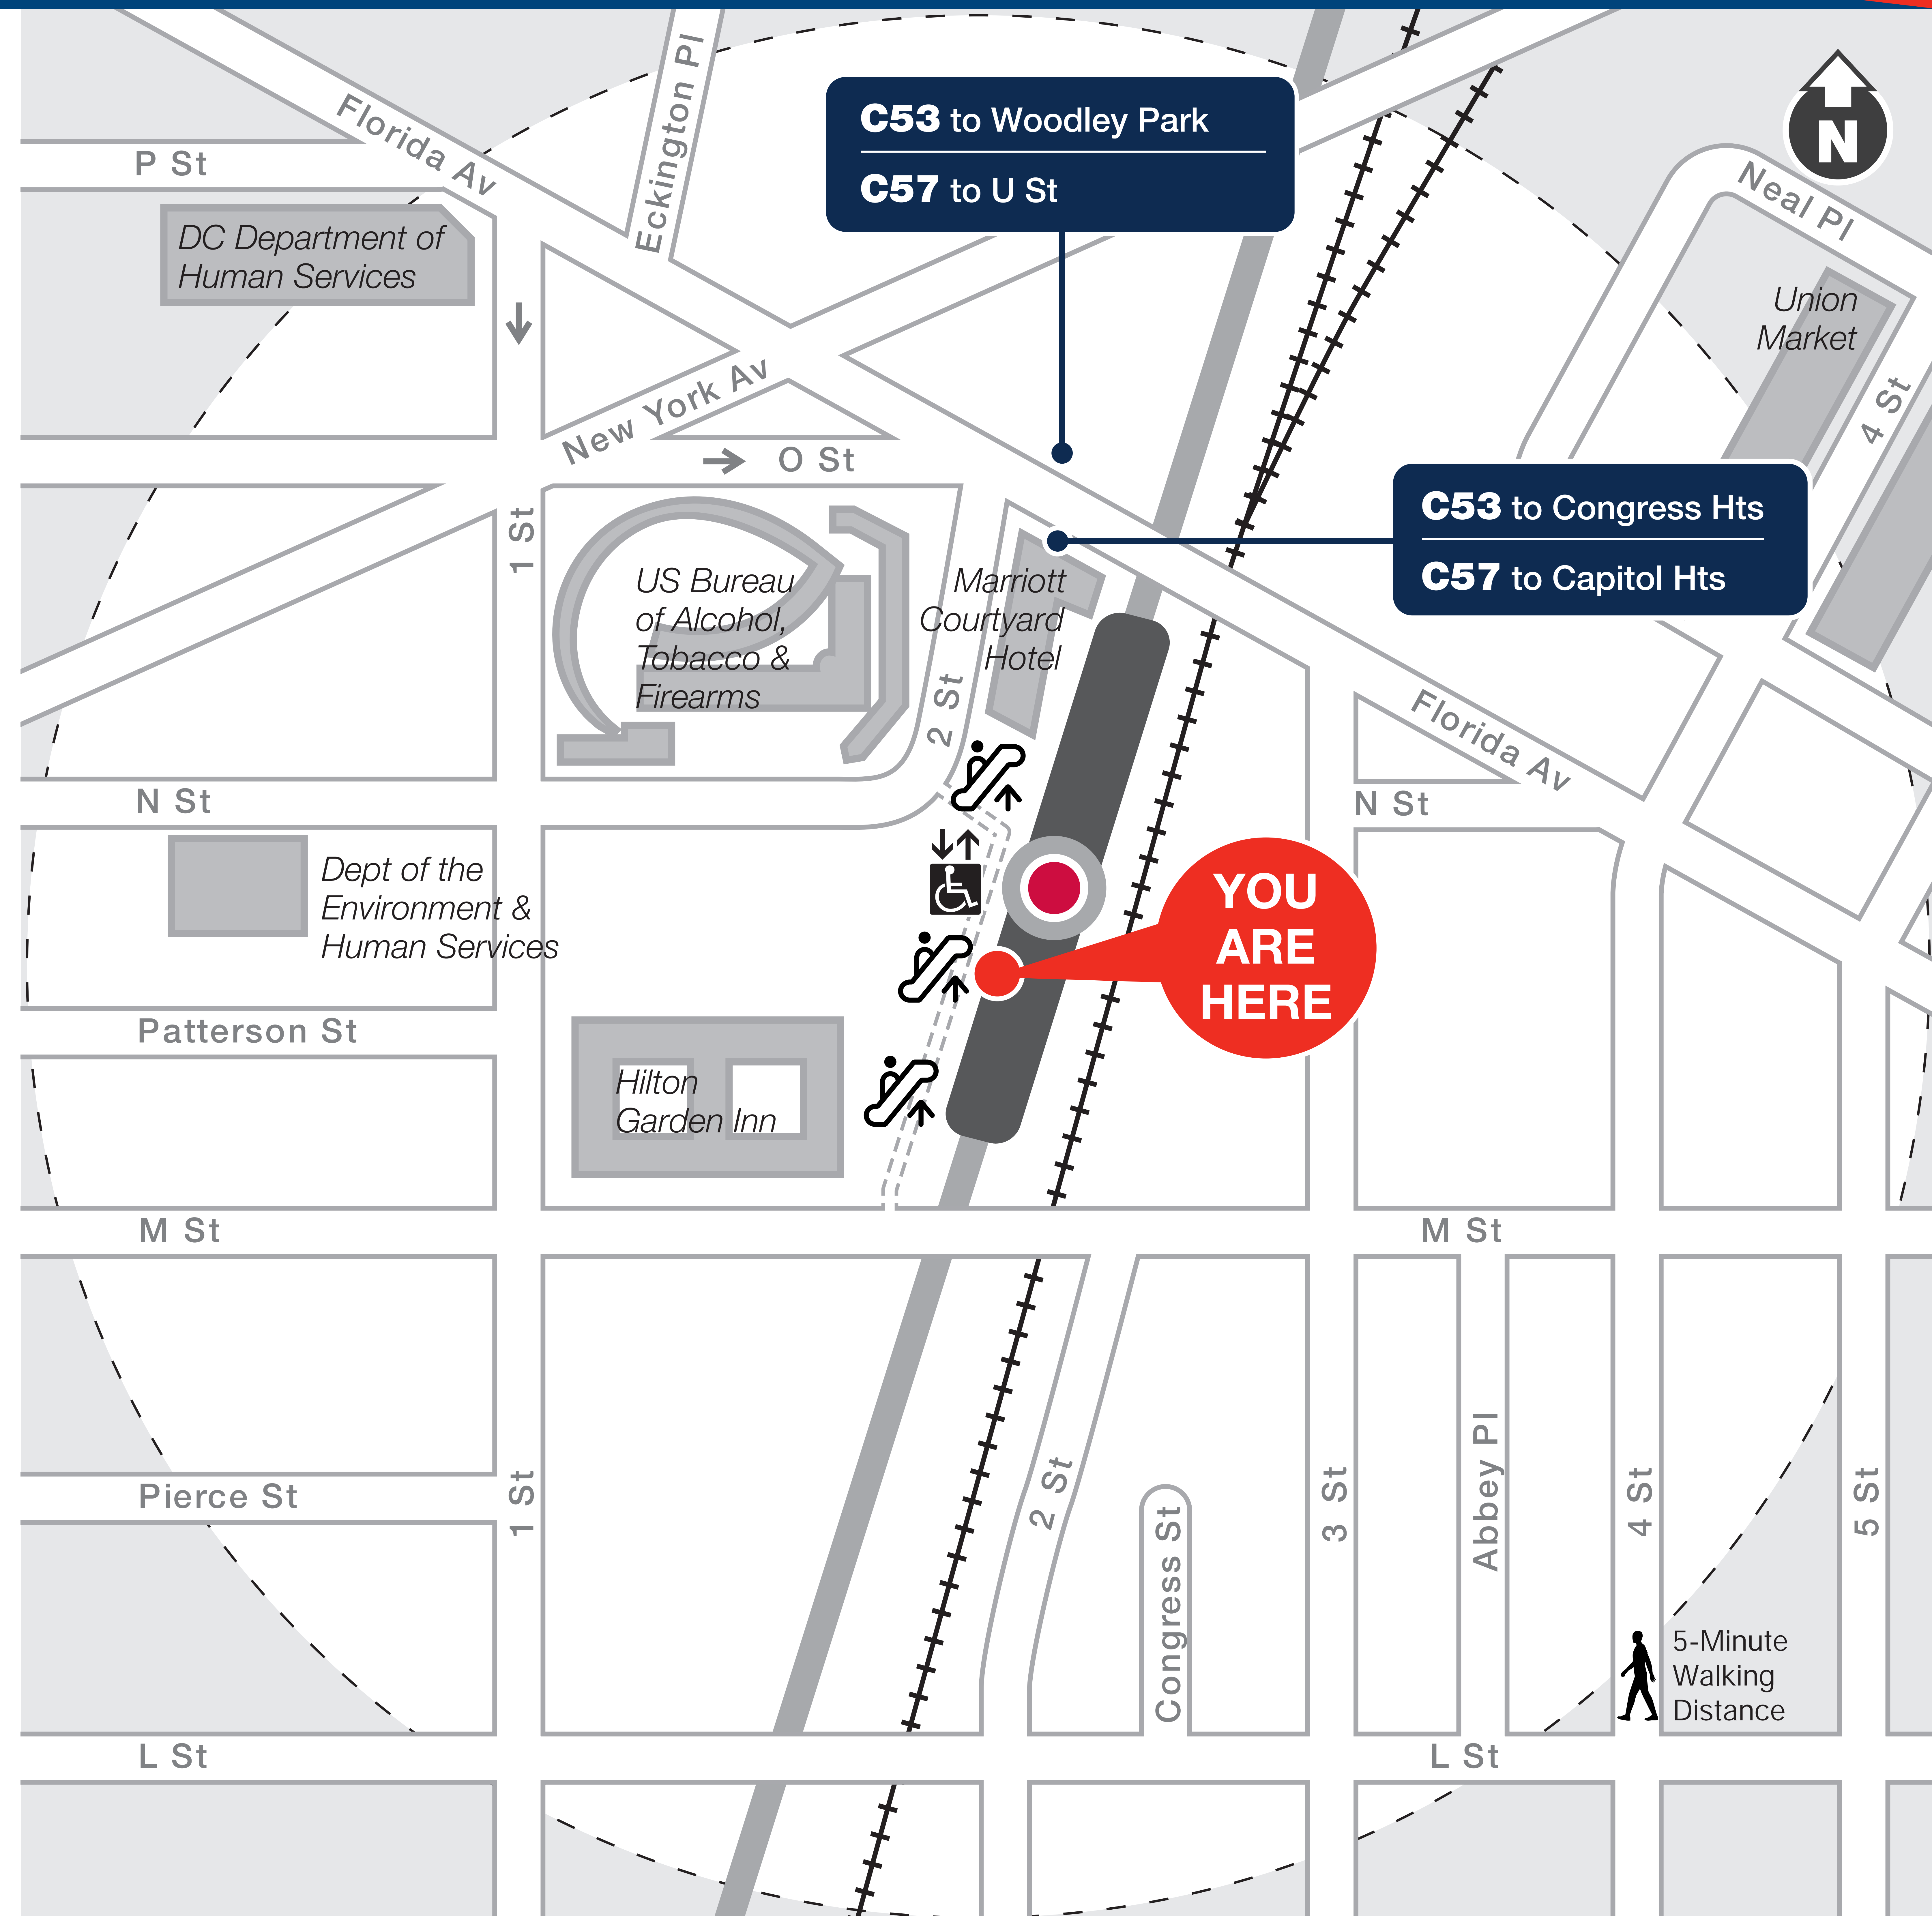 Florida Av
Eckington Pl
P St
C53 to Woodley Park
C57 to U St
N
Neal Pl
DC Department of
Human Services
Union
Market
4 St
New York Av
O St
C53 to Congress Hts
C57 to Capitol Hts
1 St
US Bureau
of Alcohol,
Tobacco &
Firearms
Marriott
Courtyard
Hotel
2 St
Florida Av
N St
N St
Dept of the
Environment &
Human Services
YOU
ARE
HERE
Patterson St
Hilton
Garden Inn
M St
M St
Pierce St
1 St
2 St
Congress St
3 St
Abbey Pl
4 St
5 St
5-Minute
Walking
Distance
L St
L St